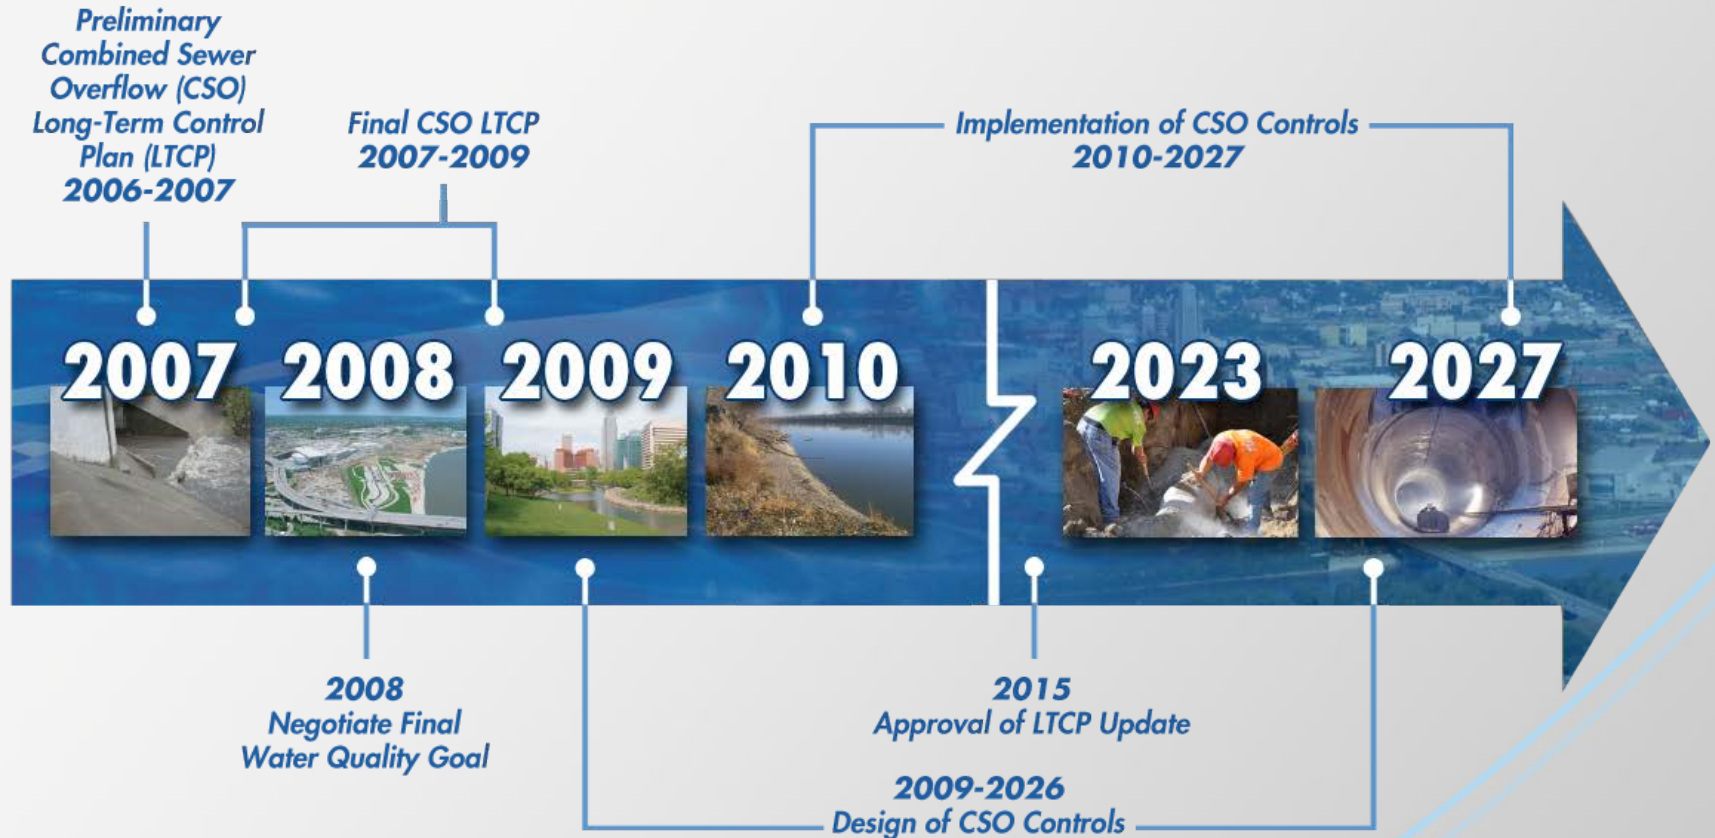 Preliminary
Combined Sewer
Overflow (CSO)
Long-Term Control
Plan (LTCP)
2006-2007
Final CSO LTCP
2007-2009
Implementation of CSO Controls
2010-2027
2007
2008
2009
2010
2023
2027
2008
Negotiate Final
Water Quality Goal
2015
Approval of LTCP Update
2009-2026
Design of CSO Controls